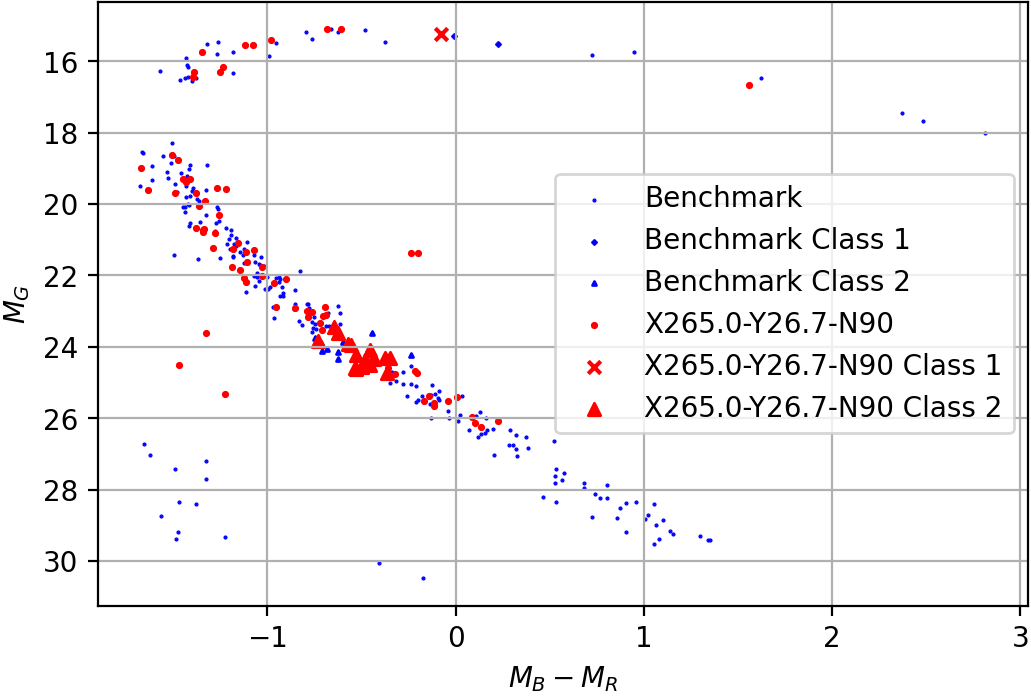 16
18
20
22
24
26
28
30
M_G
Benchmark
Benchmark Class 1
Benchmark Class 2
X265.0-Y26.7-N90
X265.0-Y26.7-N90 Class 1
X265.0-Y26.7-N90 Class 2
−1 0 1 2 3
M_B − M_R